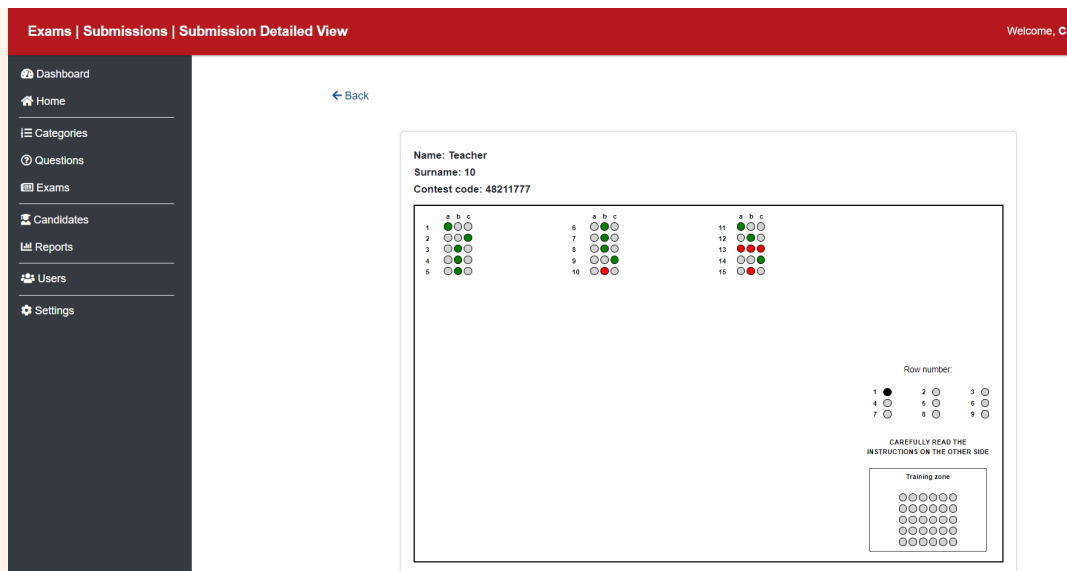 Exams | Submissions | Submission Detailed View
Welcome, C
Dashboard
Home
Categories
Questions
Exams
Candidates
Reports
Users
Settings
Back
Name: Teacher
Surname: 10
Contest code: 48211777
a b c
1
2
3
4
5
a b c
6
7
8
9
10
a b c
11
12
13
14
15
Row number:
1 2 3
4 5 6
7 8 9
CAREFULLY READ THE
INSTRUCTIONS ON THE OTHER SIDE
Training zone